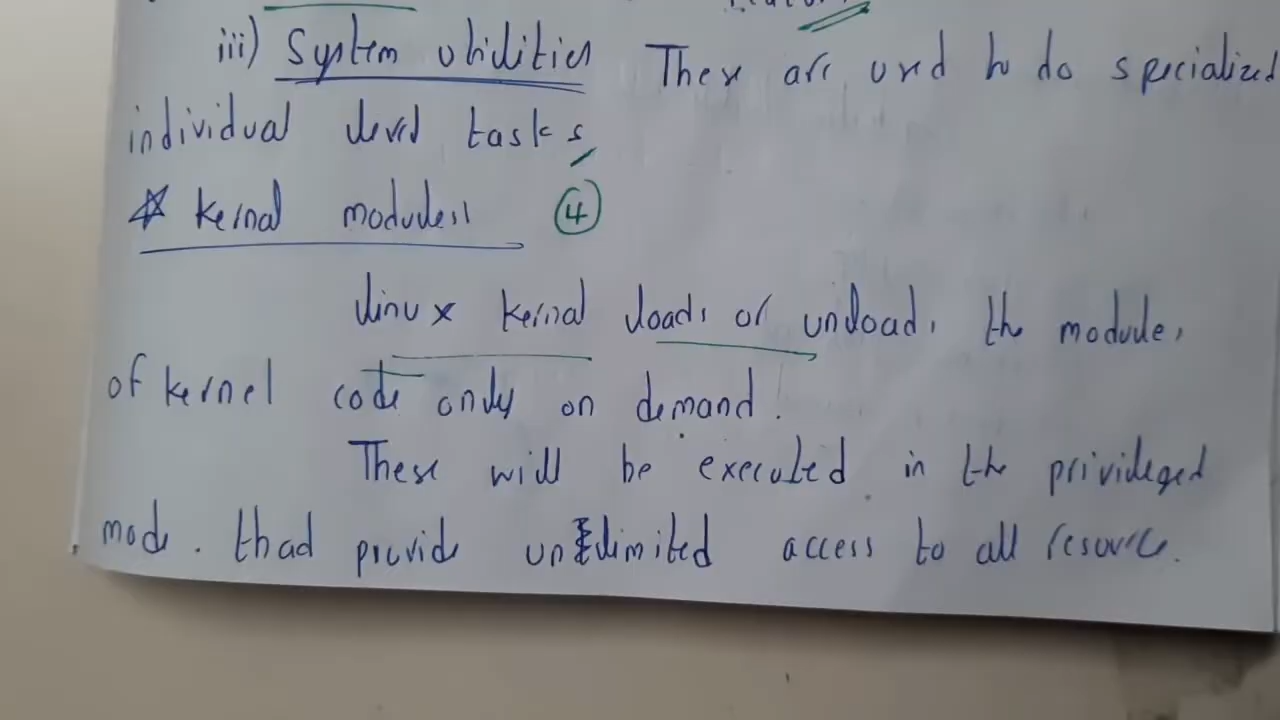 iii) System utilities These are used to do specialized
individual level tasks
* kernal modules 4
Linux kernal loads or unloads the modules
of kernel code only on demand.
These will be executed in the privileged
mode. thad provide unlimited access to all resource.